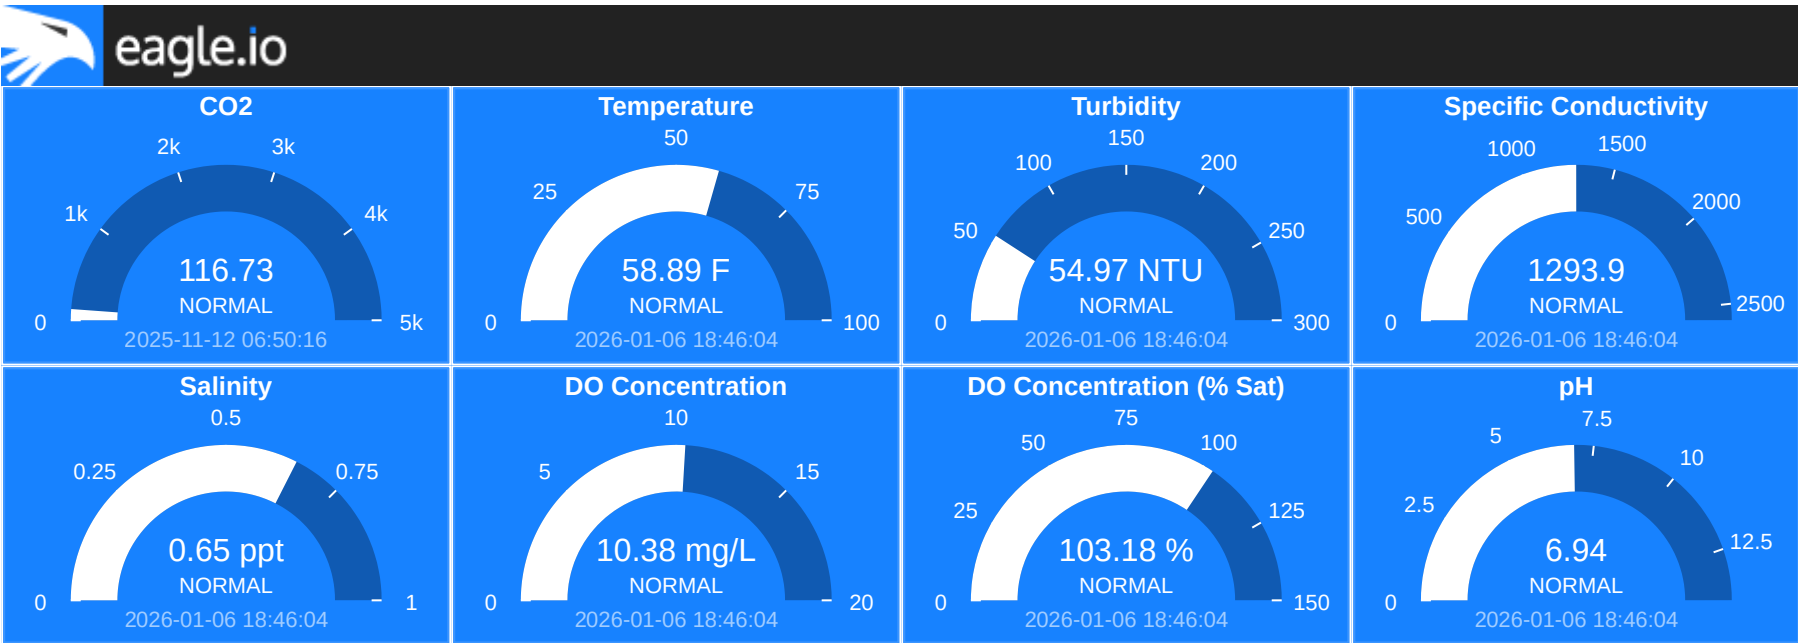 eagle.io
CO2
0
1k
2k
3k
4k
5k
116.73
NORMAL
2025-11-12 06:50:16
Temperature
0
25
50
75
100
58.89 F
NORMAL
2026-01-06 18:46:04
Turbidity
0
50
100
150
200
250
300
54.97 NTU
NORMAL
2026-01-06 18:46:04
Specific Conductivity
0
500
1000
1500
2000
2500
1293.9
NORMAL
2026-01-06 18:46:04
Salinity
0
0.25
0.5
0.75
1
0.65 ppt
NORMAL
2026-01-06 18:46:04
DO Concentration
0
5
10
15
20
10.38 mg/L
NORMAL
2026-01-06 18:46:04
DO Concentration (% Sat)
0
25
50
75
100
125
150
103.18 %
NORMAL
2026-01-06 18:46:04
pH
0
2.5
5
7.5
10
12.5
6.94
NORMAL
2026-01-06 18:46:04